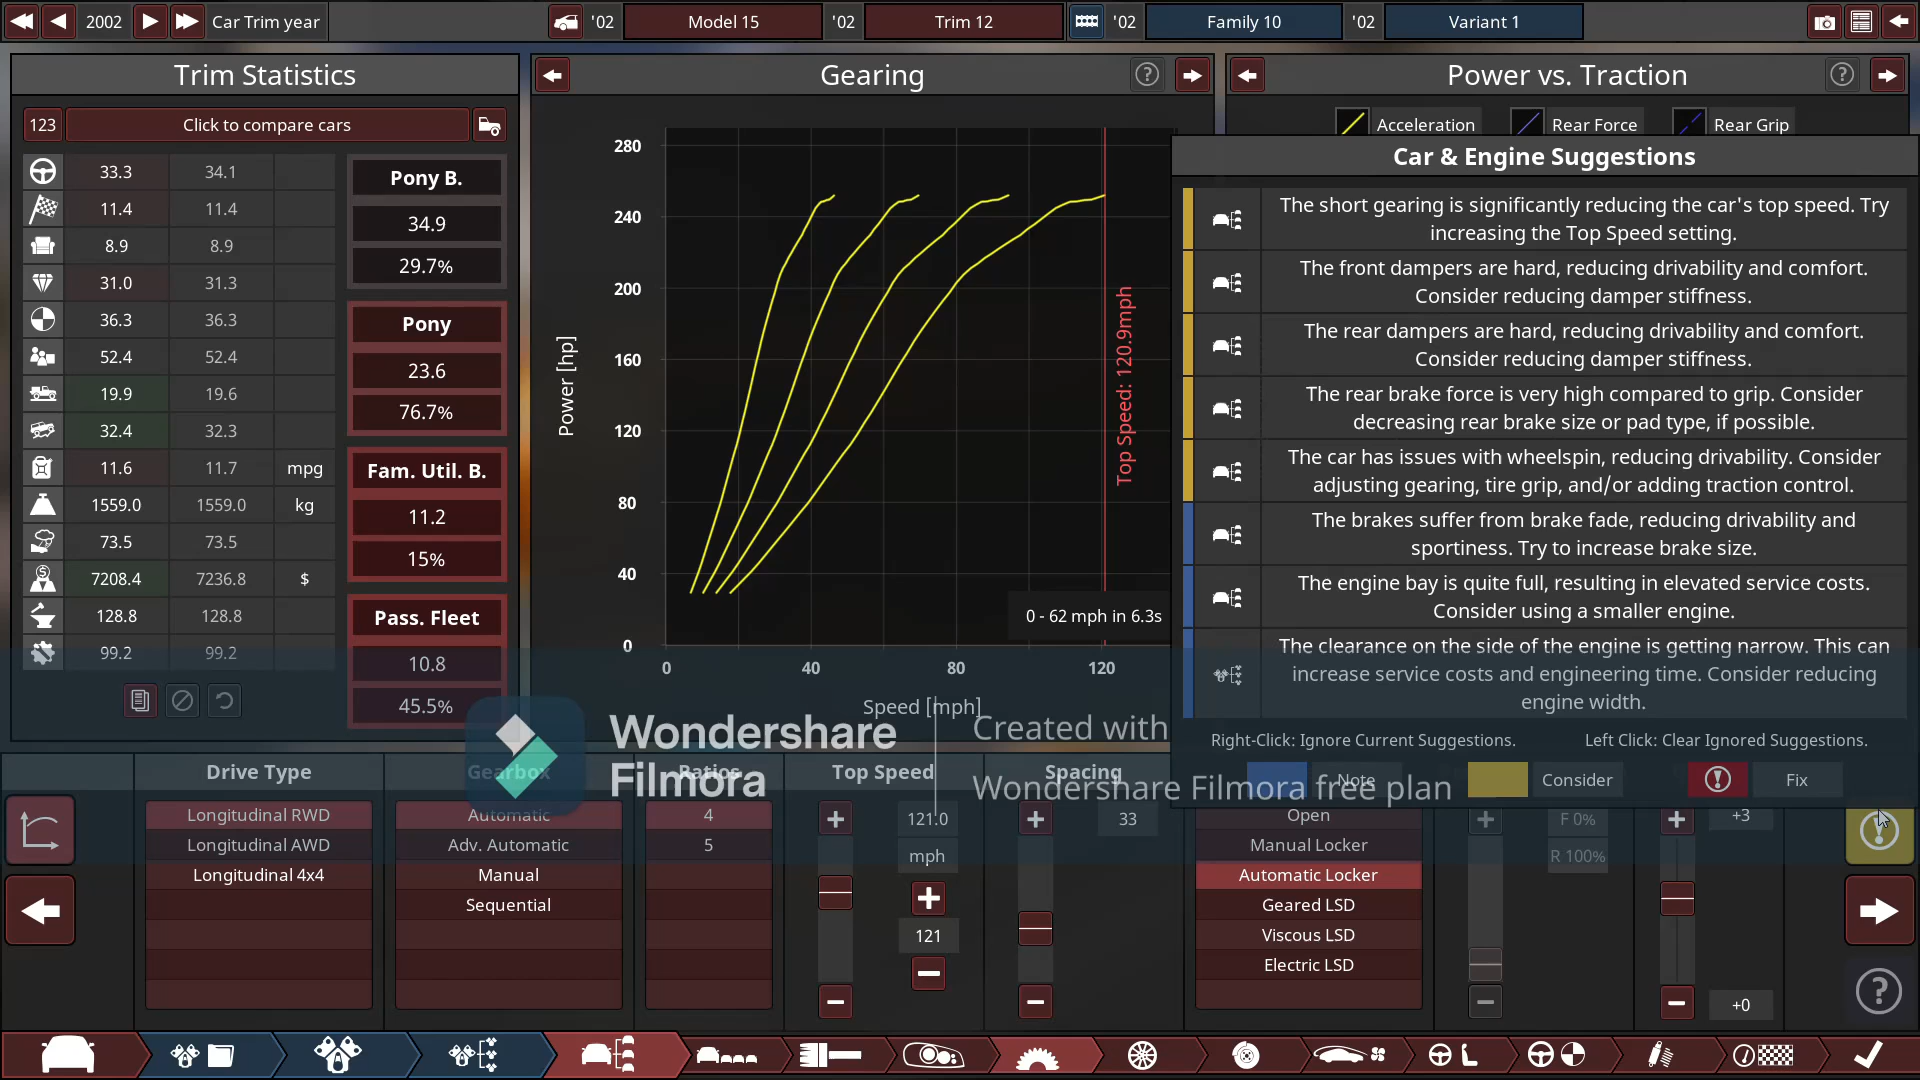 2002
Car Trim year
'02
Model 15
'02
Trim 12
'02
Family 10
'02
Variant 1
Trim Statistics
123
Click to compare cars
33.3 34.1
11.4 11.4
8.9 8.9
31.0 31.3
36.3 36.3
52.4 52.4
19.9 19.6
32.4 32.3
11.6 11.7 mpg
1559.0 1559.0 kg
73.5 73.5
7208.4 7236.8 $
128.8 128.8
99.2 99.2
Pony B.
34.9
29.7%
Pony
23.6
76.7%
Fam. Util. B.
11.2
15%
Pass. Fleet
10.8
45.5%
Gearing
?
280
240
200
160
120
80
40
0
Power [hp]
0 40 80 120
Speed [mph]
Top Speed: 120.9mph
0 - 62 mph in 6.3s
Power vs. Traction
?
Acceleration
Rear Force
Rear Grip
Car & Engine Suggestions
The short gearing is significantly reducing the car's top speed. Try
increasing the Top Speed setting.
The front dampers are hard, reducing drivability and comfort.
Consider reducing damper stiffness.
The rear dampers are hard, reducing drivability and comfort.
Consider reducing damper stiffness.
The rear brake force is very high compared to grip. Consider
decreasing rear brake size or pad type, if possible.
The car has issues with wheelspin, reducing drivability. Consider
adjusting gearing, tire grip, and/or adding traction control.
The brakes suffer from brake fade, reducing drivability and
sportiness. Try to increase brake size.
The engine bay is quite full, resulting in elevated service costs.
Consider using a smaller engine.
The clearance on the side of the engine is getting narrow. This can
increase service costs and engineering time. Consider reducing
engine width.
Right-Click: Ignore Current Suggestions.
Left Click: Clear Ignored Suggestions.
Note
Consider
Fix
Wondershare
Filmora
Created with
Wondershare Filmora free plan
Drive Type
Longitudinal RWD
Longitudinal AWD
Longitudinal 4x4
Gearbox
Automatic
Adv. Automatic
Manual
Sequential
Ratios
4
5
Top Speed
121.0
mph
121
Spacing
33
Open
Manual Locker
Automatic Locker
Geared LSD
Viscous LSD
Electric LSD
F 0%
R 100%
+3
+0
?